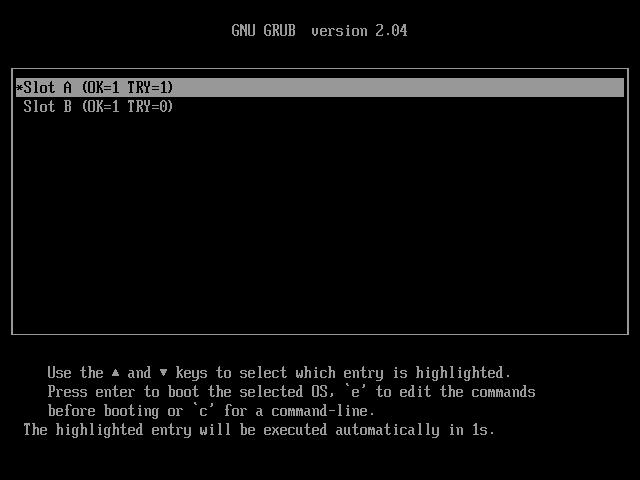 GNU GRUB  version 2.04
*Slot A (OK=1 TRY=1)
Slot B (OK=1 TRY=0)
Use the ▲ and ▼ keys to select which entry is highlighted.
Press enter to boot the selected OS, `e' to edit the commands
before booting or `c' for a command-line.
The highlighted entry will be executed automatically in 1s.